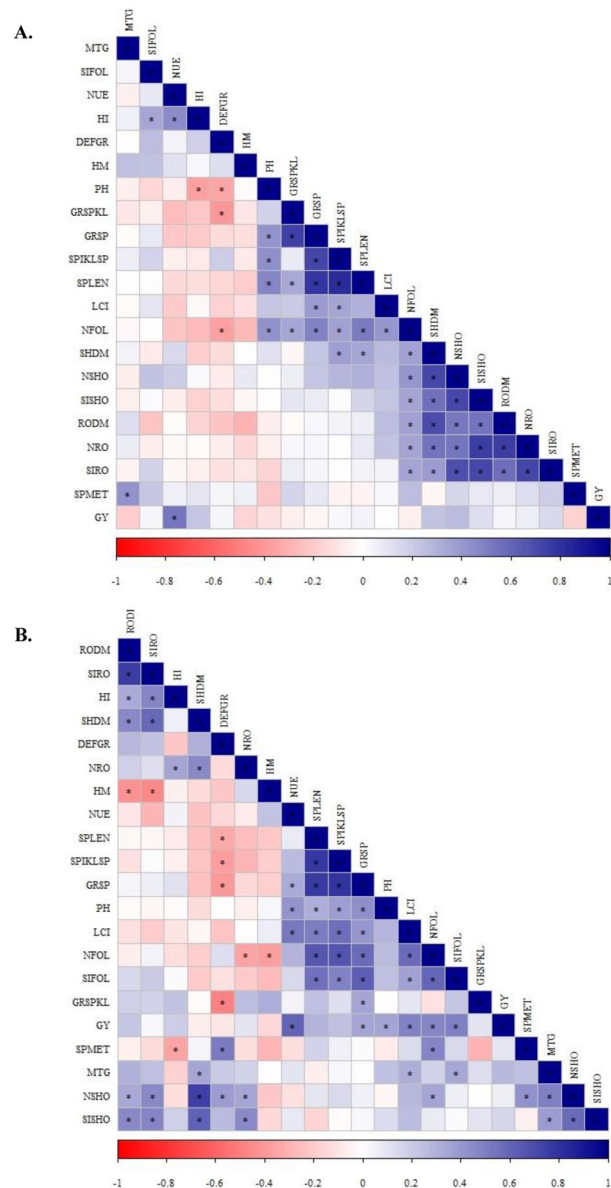 A.
MTG
SIFOL
NUE
HI
DEFGR
HM
PH
GRSPKL
GRSP
SPIKLSP
SPLEN
LCI
NFOL
SHDM
NSHO
SISHO
RODM
NRO
SIRO
SPMET
GY
MTG
SIFOL
NUE
HI
DEFGR
HM
PH
GRSPKL
GRSP
SPIKLSP
SPLEN
LCI
NFOL
SHDM
NSHO
SISHO
RODM
NRO
SIRO
SPMET
GY
-1 -0.8 -0.6 -0.4 -0.2 0 0.2 0.4 0.6 0.8 1
B.
RODI
SIRO
HI
SHDM
DEFGR
NRO
HM
NUE
SPLEN
SPIKLSP
GRSP
PH
LCI
NFOL
SIFOL
GRSPKL
GY
SPMET
MTG
NSHO
SISHO
RODM
SIRO
HI
SHDM
DEFGR
NRO
HM
NUE
SPLEN
SPIKLSP
GRSP
PH
LCI
NFOL
SIFOL
GRSPKL
GY
SPMET
MTG
NSHO
SISHO
-1 -0.8 -0.6 -0.4 -0.2 0 0.2 0.4 0.6 0.8 1